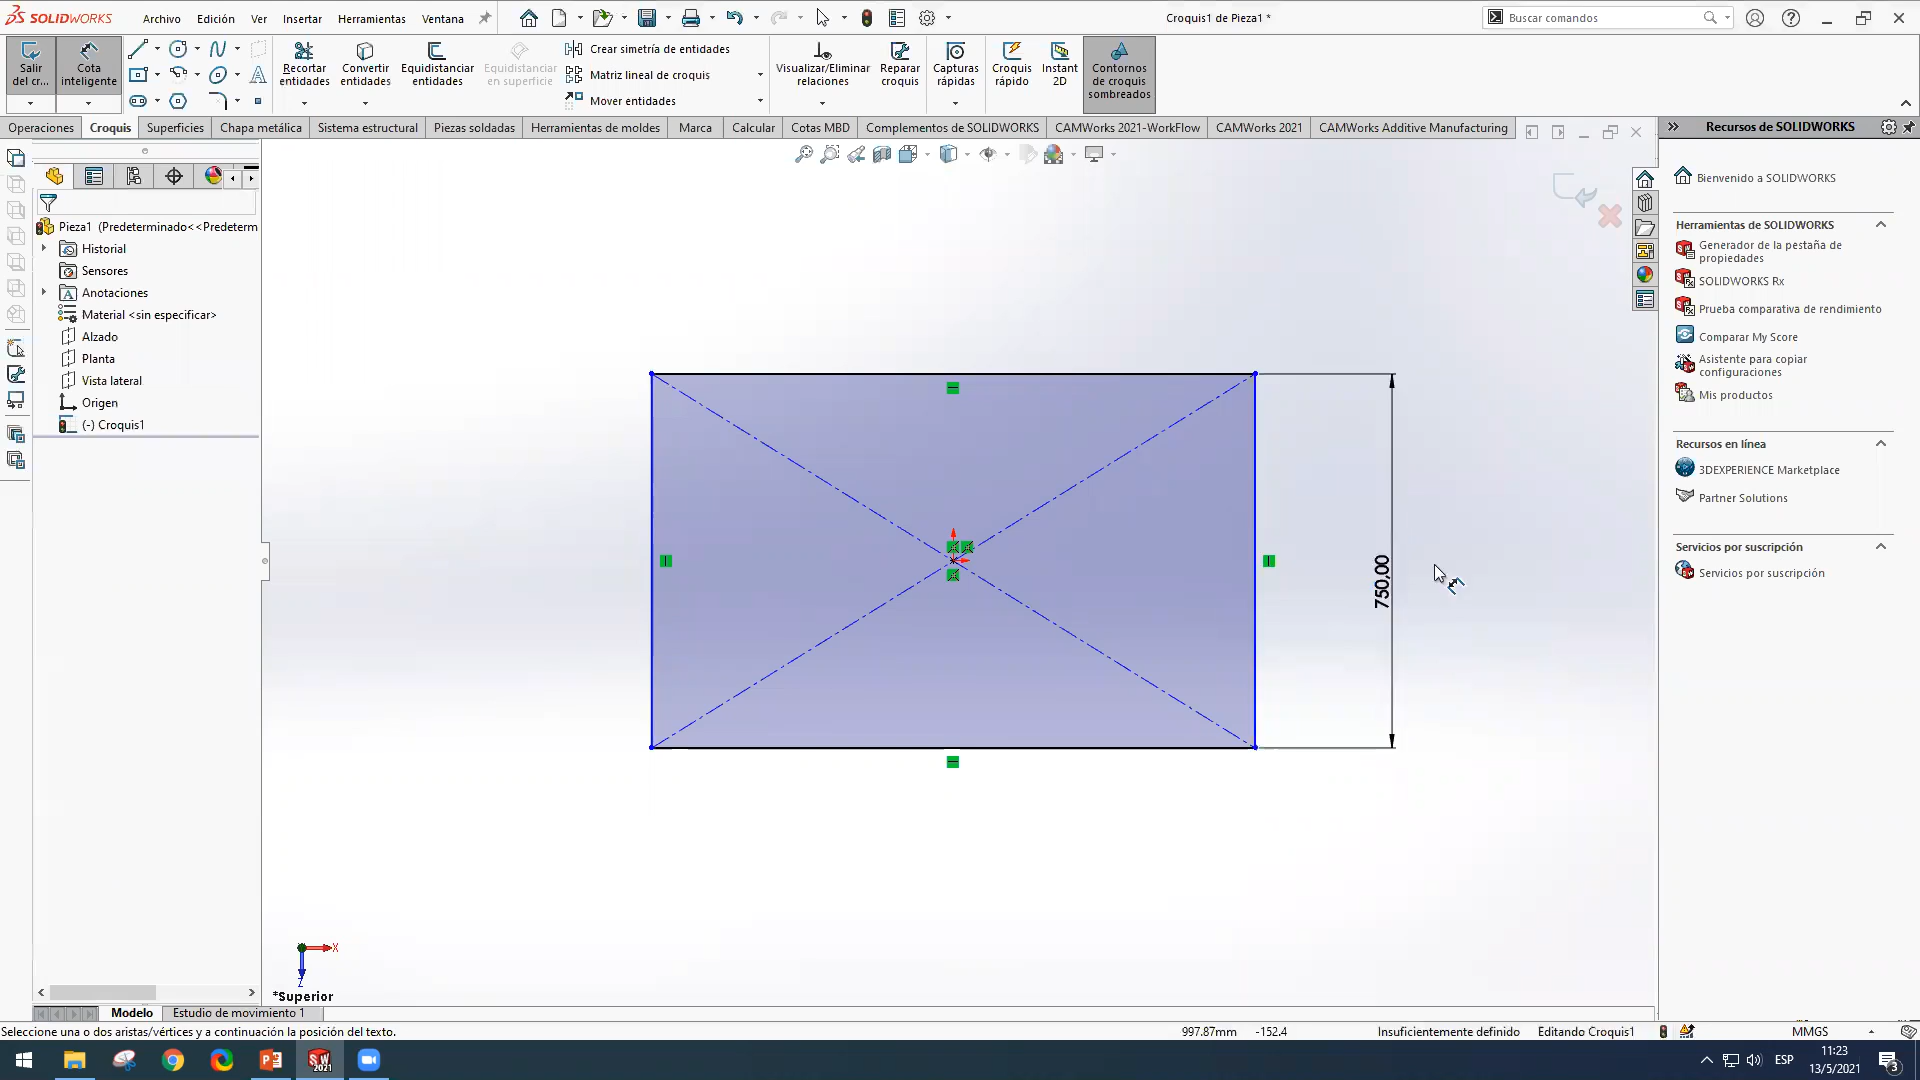 SOLIDWORKS
Archivo Edición Ver Insertar Herramientas Ventana
Croquis1 de Pieza1 *
Buscar comandos
Salir del cr...
Cota inteligente
Recortar entidades
Convertir entidades
Equidistanciar entidades
Equidistanciar en superficie
Crear simetría de entidades
Matriz lineal de croquis
Mover entidades
Visualizar/Eliminar relaciones
Reparar croquis
Capturas rápidas
Croquis rápido
Instant 2D
Contornos de croquis sombreados
Operaciones Croquis Superficies Chapa metálica Sistema estructural Piezas soldadas Herramientas de moldes Marca Calcular Cotas MBD Complementos de SOLIDWORKS CAMWorks 2021-WorkFlow CAMWorks 2021 CAMWorks Additive Manufacturing
Recursos de SOLIDWORKS
Pieza1 (Predeterminado<<Predeterm
Historial
Sensores
Anotaciones
Material <sin especificar>
Alzado
Planta
Vista lateral
Origen
(-) Croquis1
750,00
X
Z
*Superior
Bienvenido a SOLIDWORKS
Herramientas de SOLIDWORKS
Generador de la pestaña de propiedades
SOLIDWORKS Rx
Prueba comparativa de rendimiento
Comparar My Score
Asistente para copiar configuraciones
Mis productos
Recursos en línea
3DEXPERIENCE Marketplace
Partner Solutions
Servicios por suscripción
Servicios por suscripción
Modelo Estudio de movimiento 1
Seleccione una o dos aristas/vértices y a continuación la posición del texto.
997.87mm -152.4 Insuficientemente definido Editando Croquis1 MMGS
SW 2021
ESP
11:23
13/5/2021
3